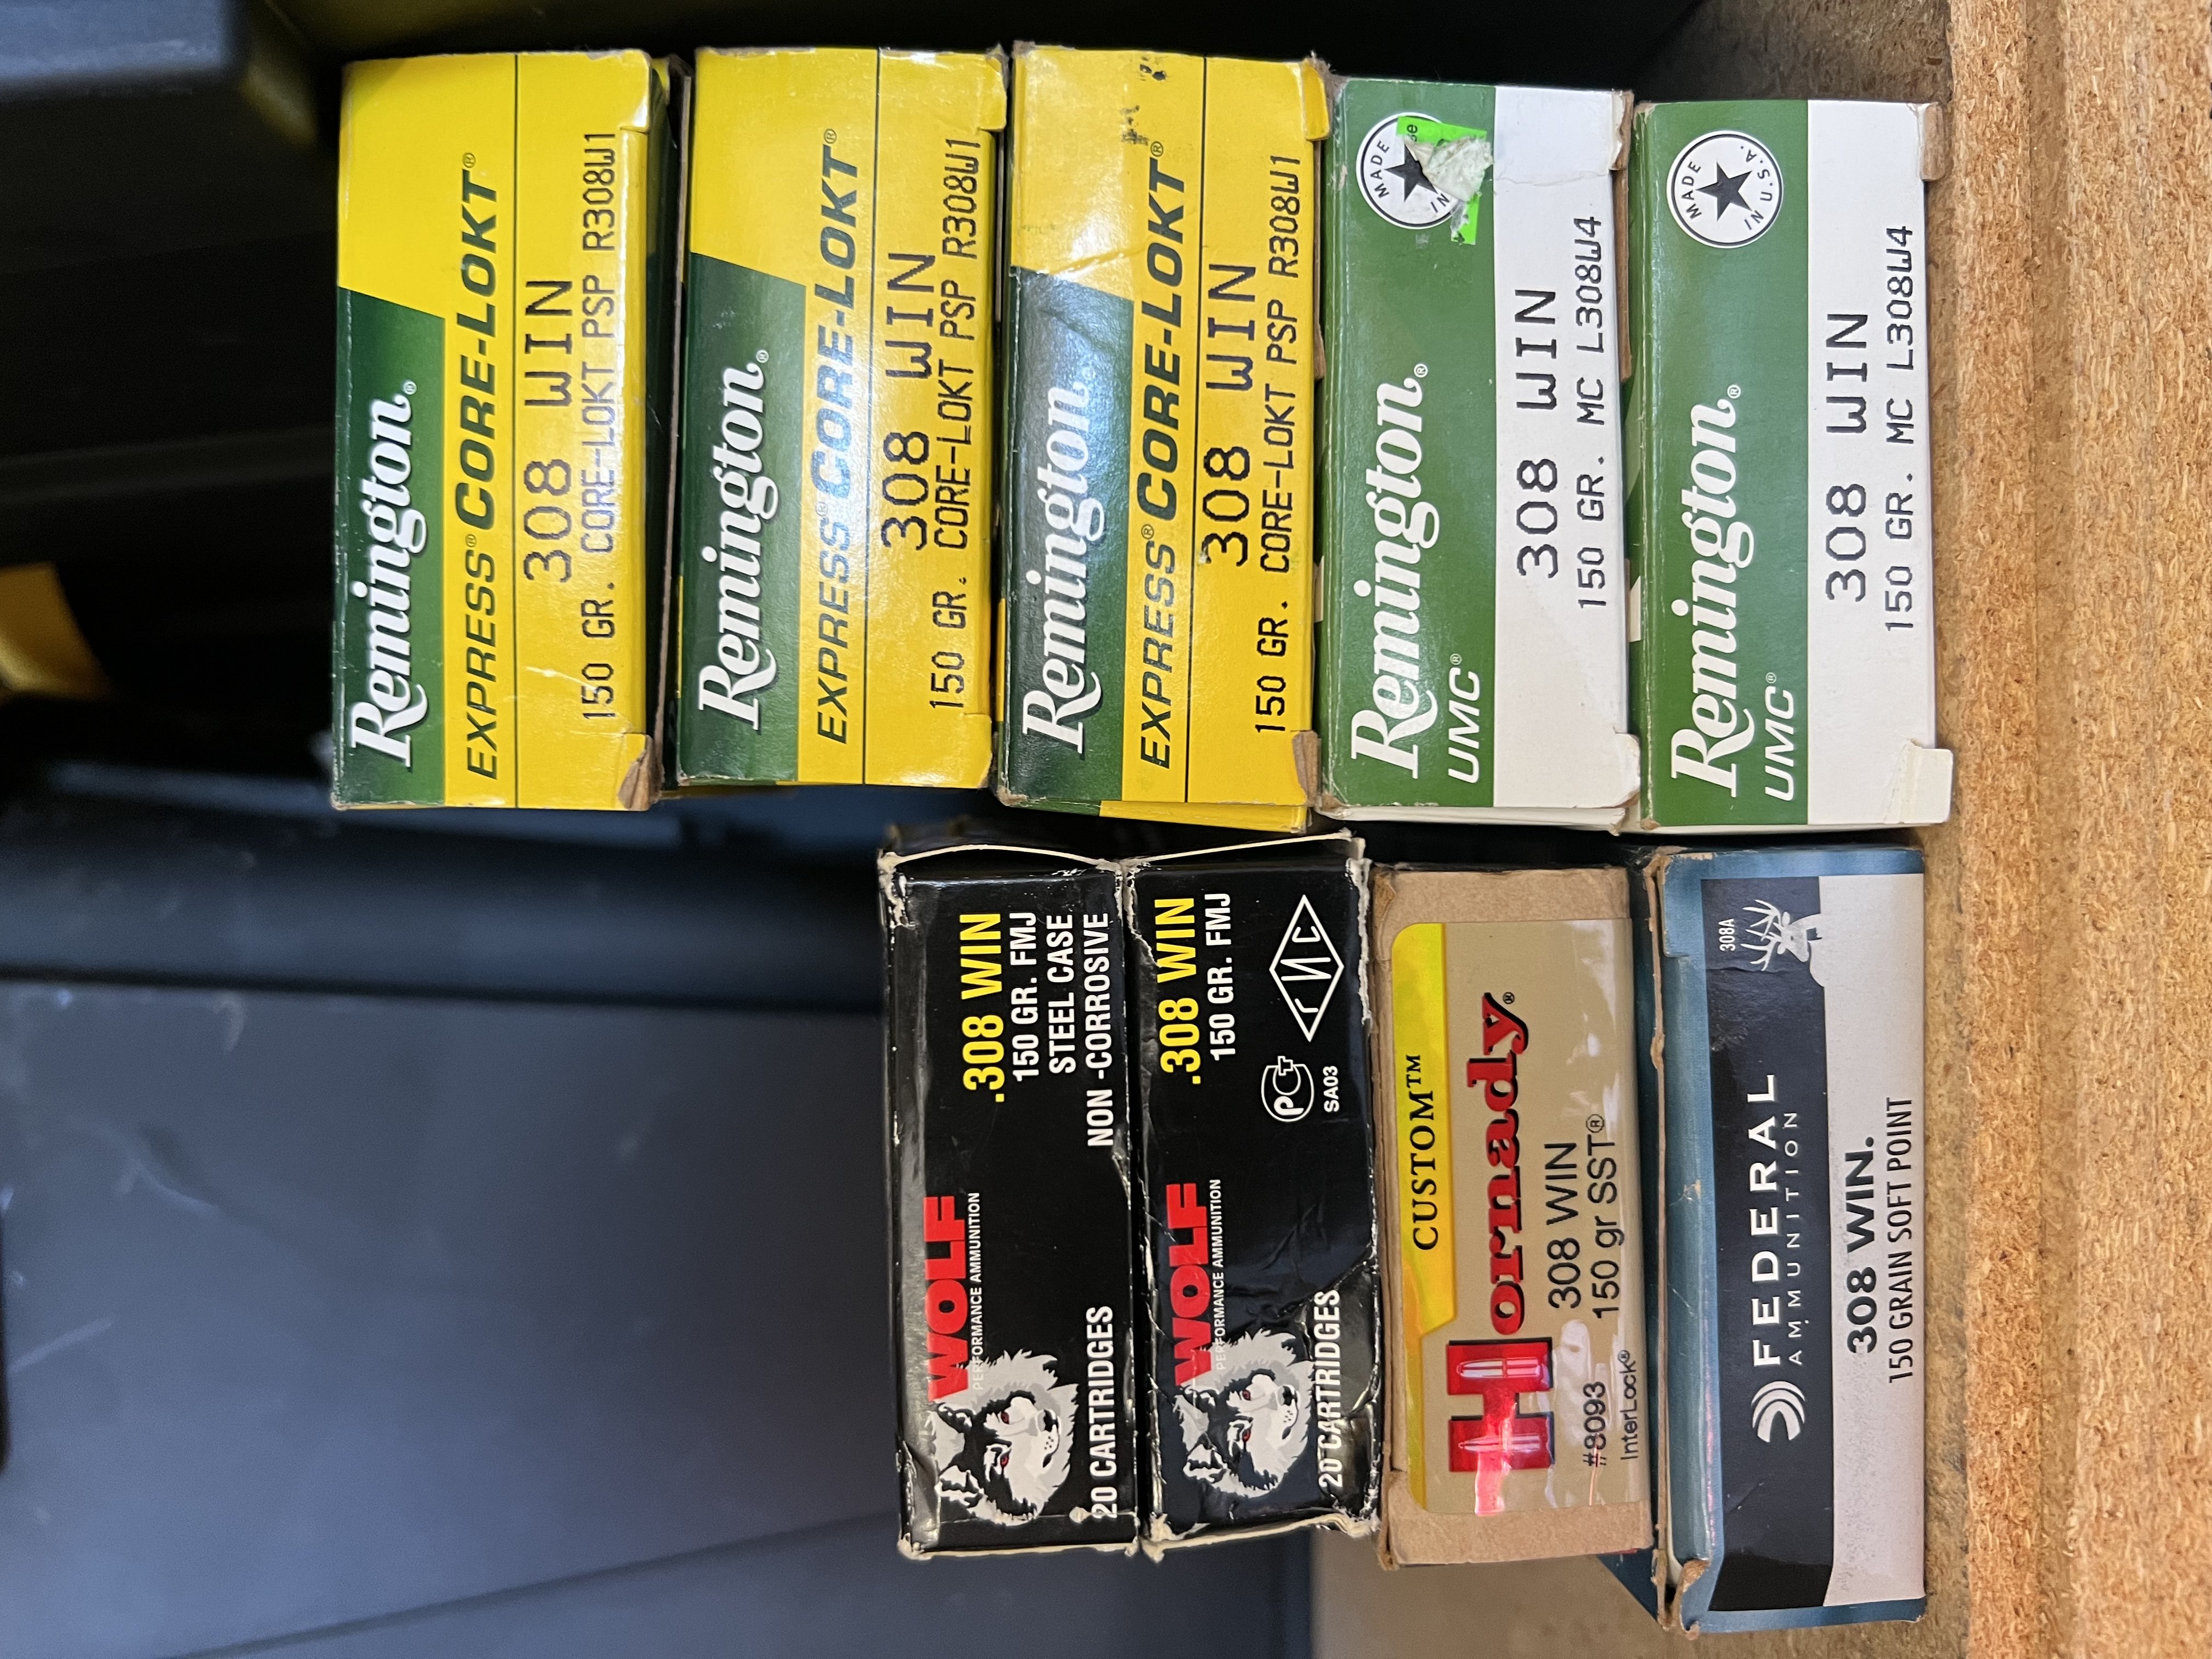 WOLF
PERFORMANCE AMMUNITION
.308 WIN
150 GR. FMJ
STEEL CASE
NON -CORROSIVE
20 CARTRIDGES
WOLF
PERFORMANCE AMMUNITION
.308 WIN
150 GR. FMJ
РСТ
SA03
ГИС
20 CARTRIDGES
CUSTOM™
Hornady®
308 WIN
150 gr SST®
#8093
InterLock®
308A
FEDERAL
AMMUNITION
308 WIN.
150 GRAIN SOFT POINT
Remington®
EXPRESS® CORE-LOKT®
308 WIN
150 GR. CORE-LOKT PSP R308W1
Remington®
EXPRESS® CORE-LOKT®
308 WIN
150 GR. CORE-LOKT PSP R308W1
Remington®
EXPRESS® CORE-LOKT®
308 WIN
150 GR. CORE-LOKT PSP R308W1
Remington®
UMC®
MADE
IN
308 WIN
150 GR. MC L308W4
Remington®
UMC®
MADE
IN U.S.A.
308 WIN
150 GR. MC L308W4